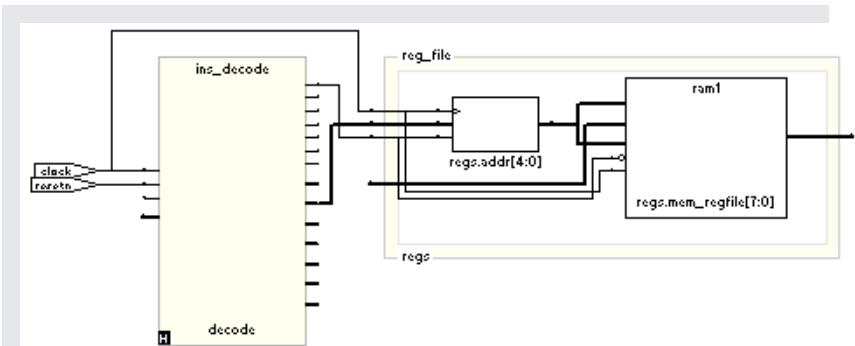 reg_file
ins_decode
ram1
regs.addr[4:0]
clock
resetn
regs.mem_regfile[7:0]
regs
decode
H